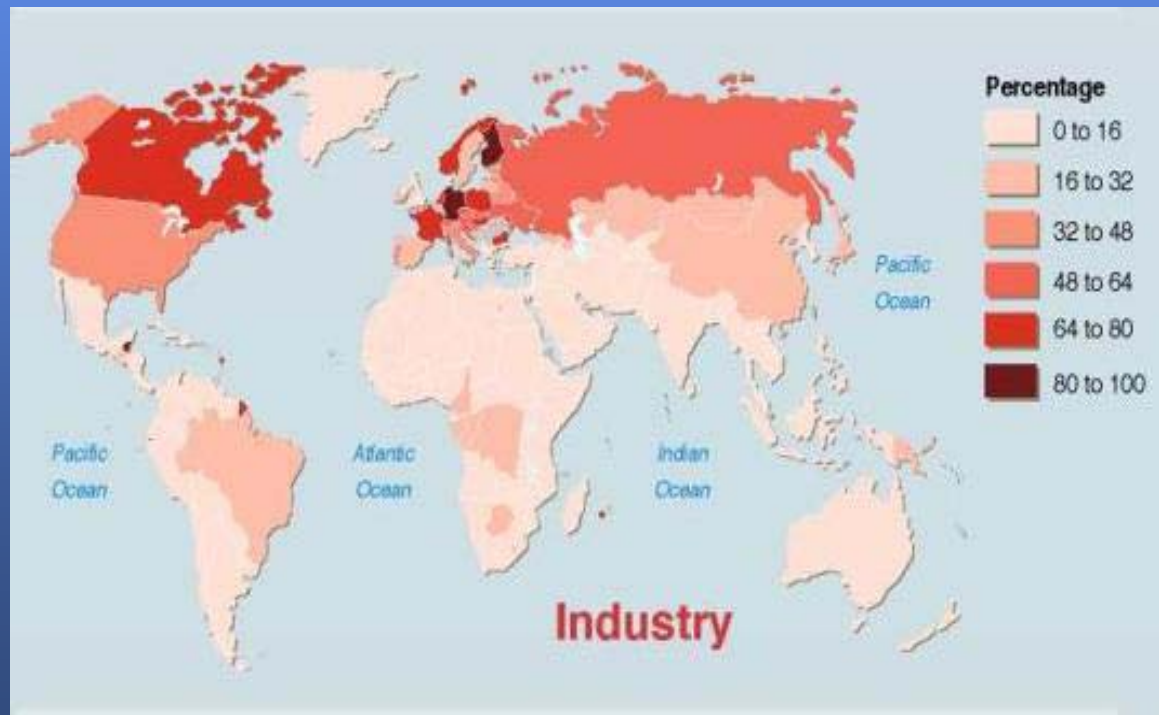 Percentage
0 to 16
16 to 32
32 to 48
48 to 64
64 to 80
80 to 100
Pacific
Ocean
Pacific
Ocean
Atlantic
Ocean
Indian
Ocean
Industry